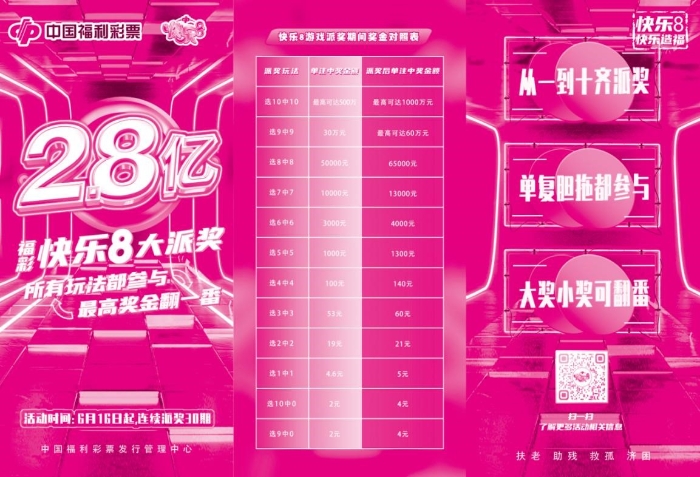 中国福利彩票
2.8亿
福彩 快乐8大派奖
所有玩法都参与
最高奖金翻一番
活动时间:6月16日起,连续派奖30期
中国福利彩票发行管理中心
快乐8游戏派奖期间奖金对照表
派奖玩法 单注中奖金额 派奖后单注中奖金额
选10中10 最高可达500万 最高可达1000万元
选9中9 30万元 最高可达60万元
选8中8 50000元 65000元
选7中7 10000元 13000元
选6中6 3000元 4000元
选5中5 1000元 1300元
选4中4 100元 140元
选3中3 53元 60元
选2中2 19元 21元
选1中1 4.6元 5元
选10中0 2元 4元
选9中0 2元 4元
快乐8
快乐造福
从一到十齐派奖
单复胆拖都参与
大奖小奖可翻番
扫一扫
了解更多活动相关信息
扶老 助残 救孤 济困